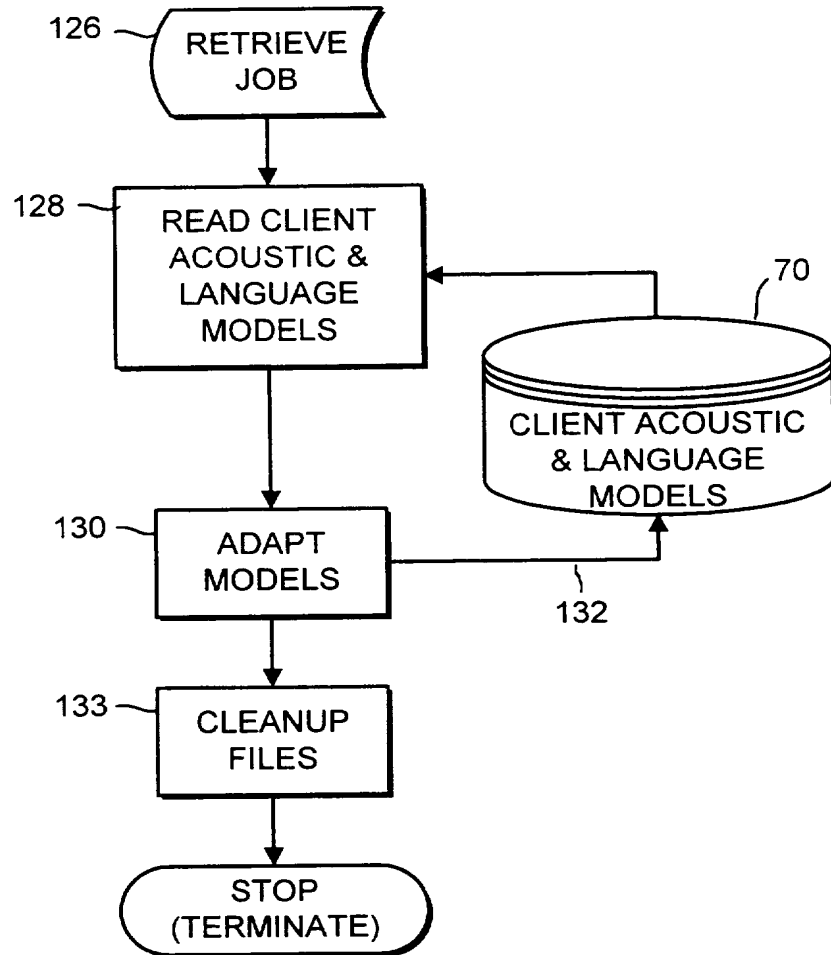 126
RETRIEVE
JOB
128
READ CLIENT
ACOUSTIC &
LANGUAGE
MODELS
70
CLIENT ACOUSTIC
& LANGUAGE
MODELS
130
ADAPT
MODELS
132
133
CLEANUP
FILES
STOP
(TERMINATE)